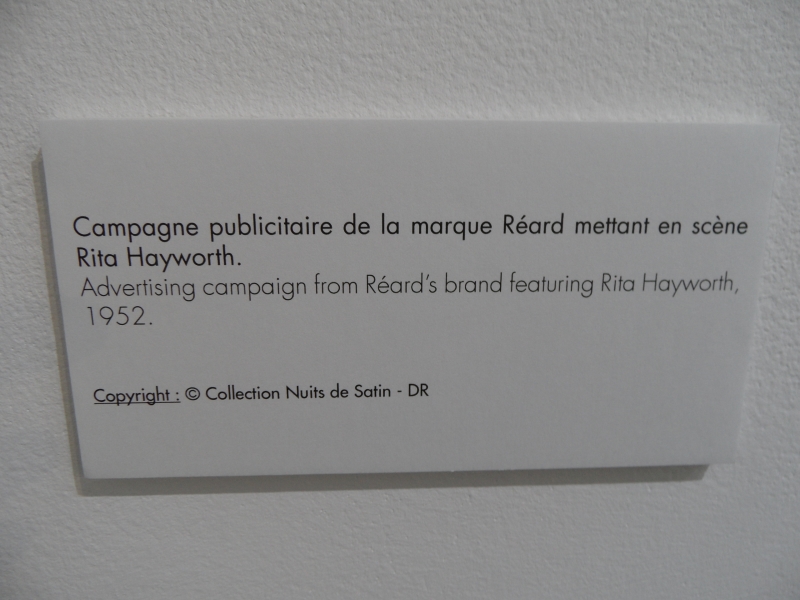 Campagne publicitaire de la marque Réard mettant en scène
Rita Hayworth.
Advertising campaign from Réard's brand featuring Rita Hayworth,
1952.
Copyright : © Collection Nuits de Satin - DR